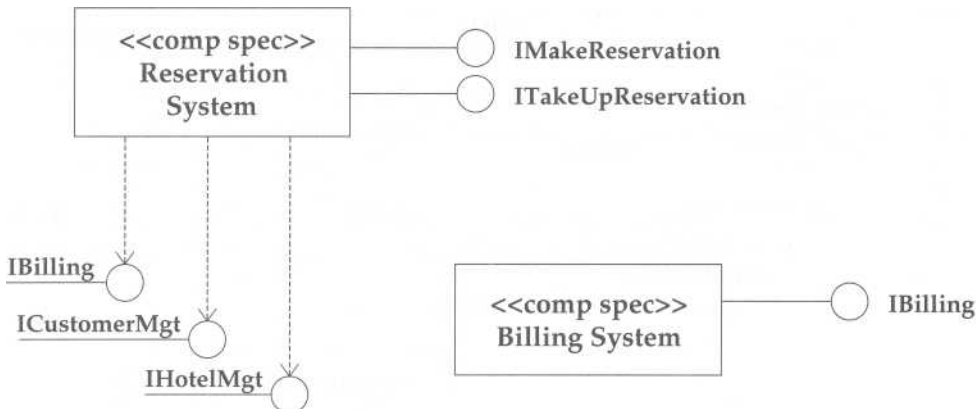 <<comp spec>>
Reservation
System
IMakeReservation
ITakeUpReservation
IBilling
ICustomerMgt
IHotelMgt
<<comp spec>>
Billing System
IBilling